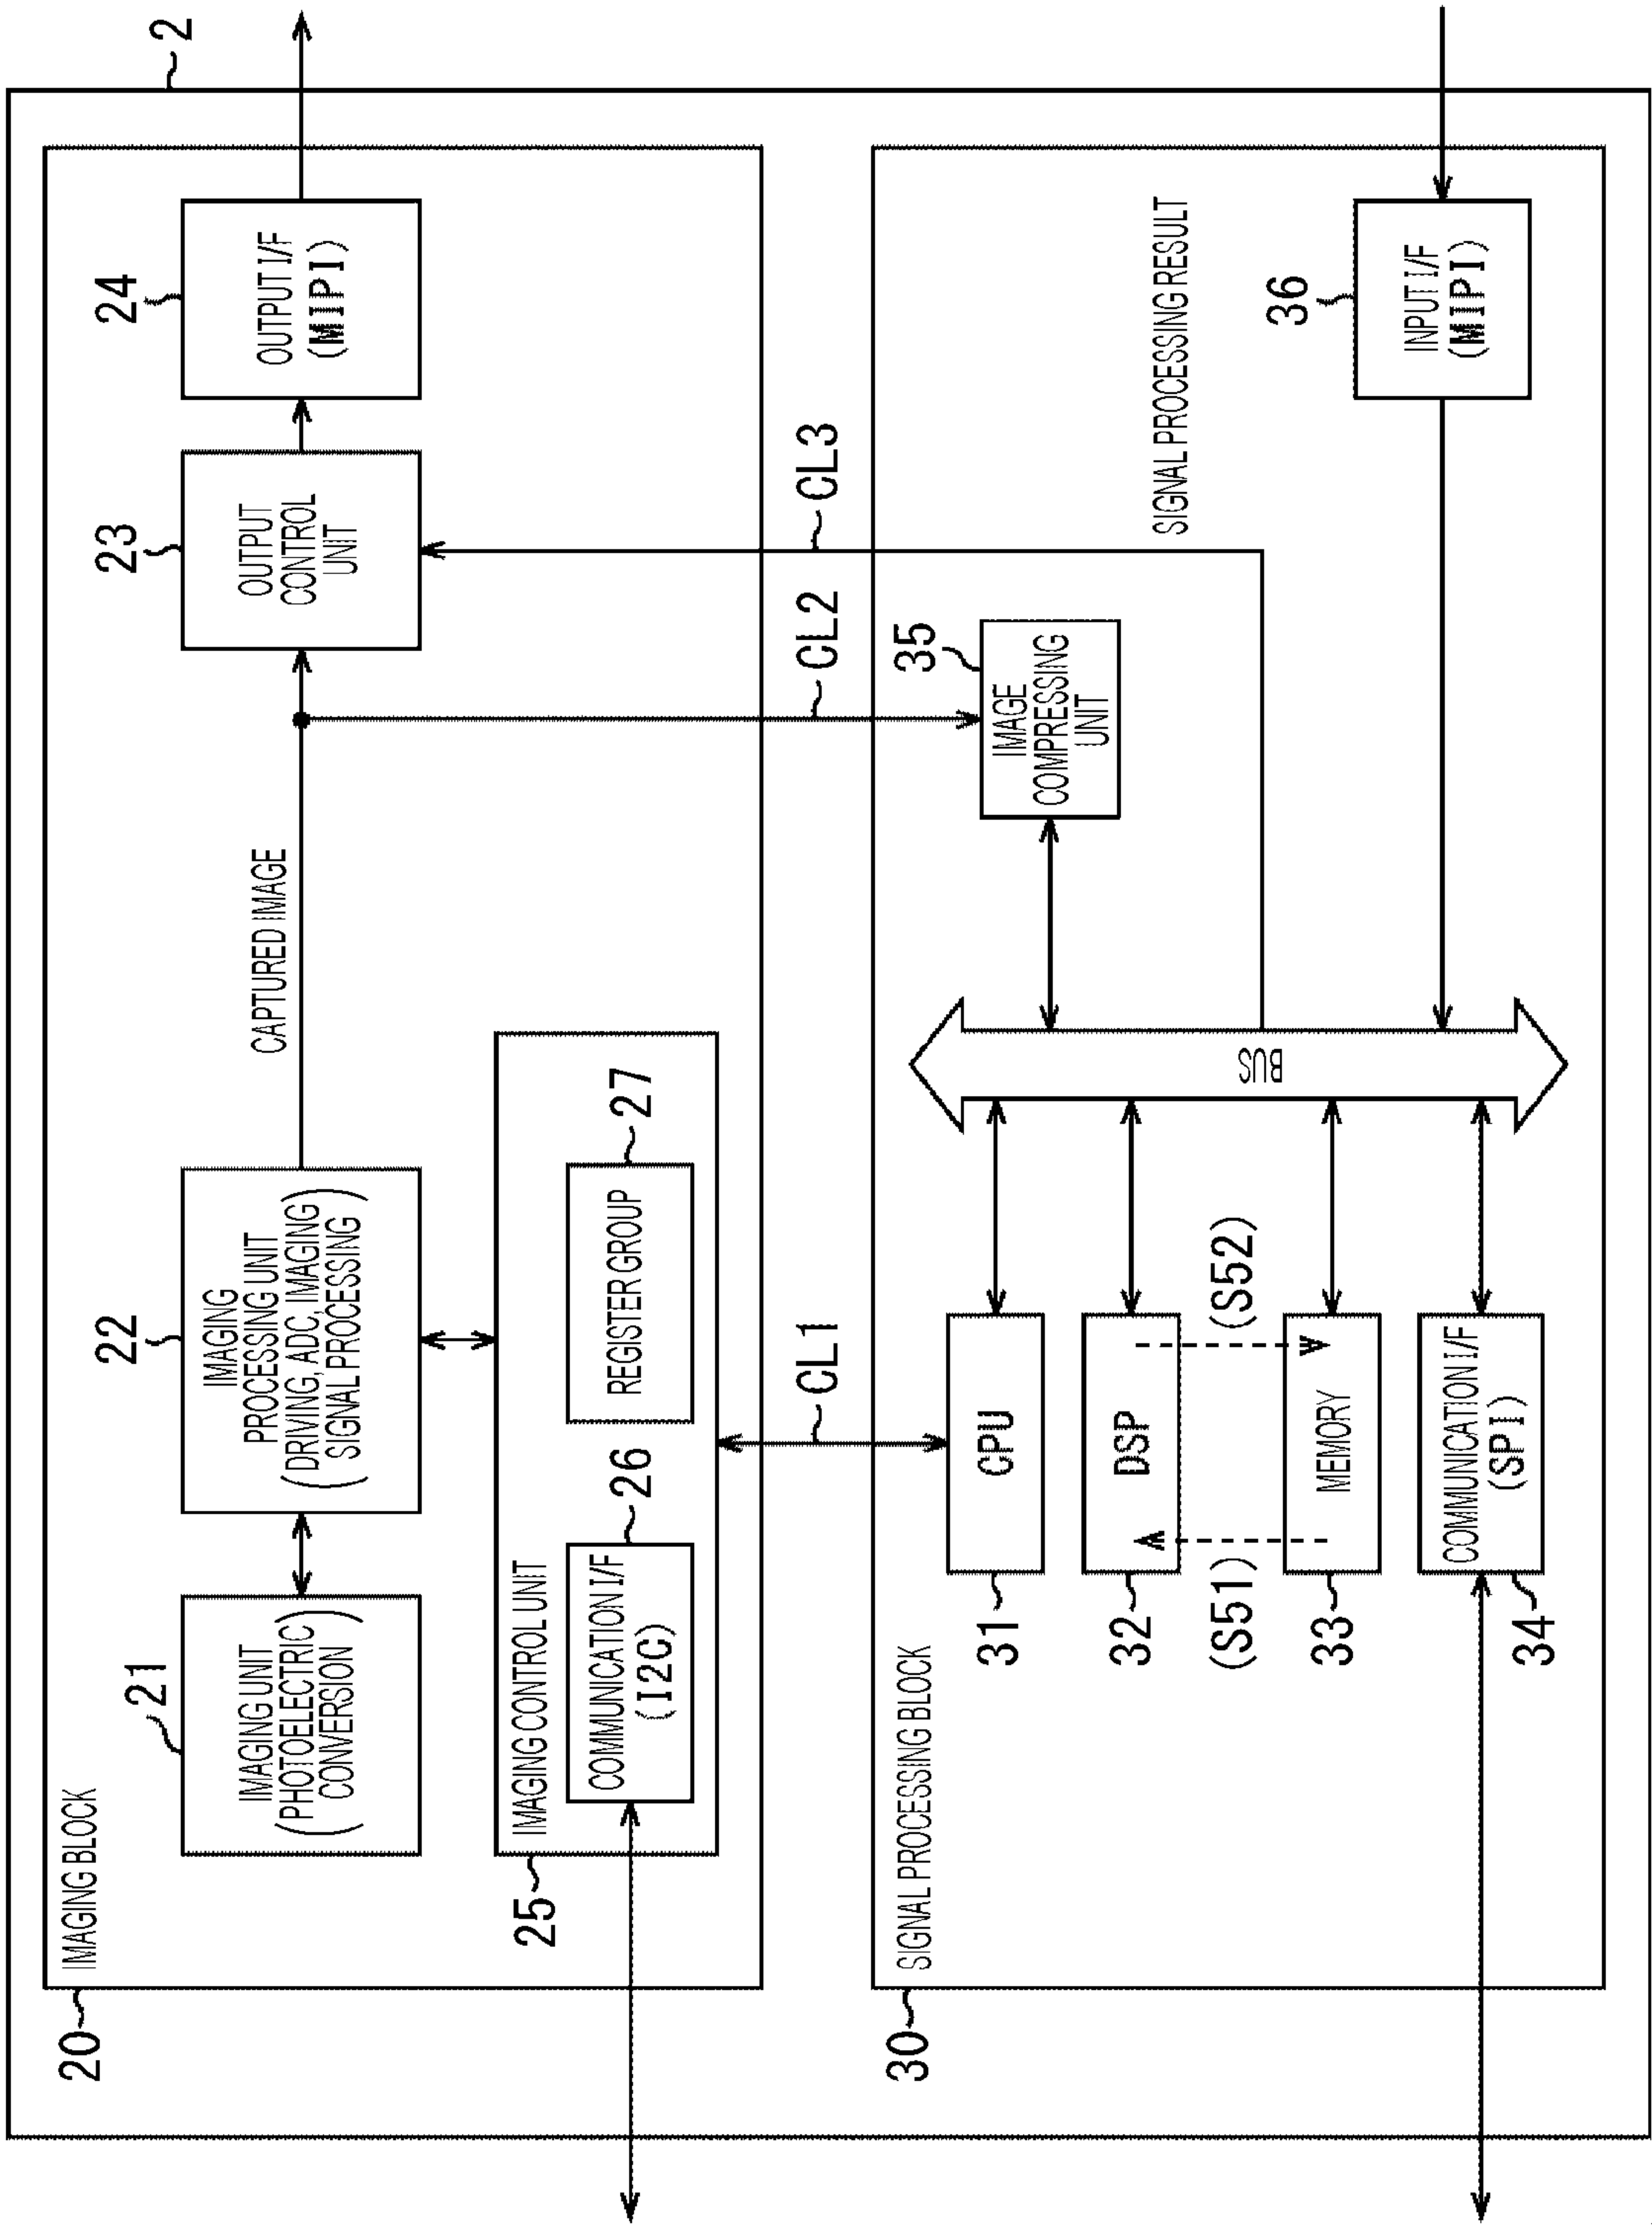 2
20
IMAGING BLOCK
21
IMAGING UNIT
(PHOTOELECTRIC
CONVERSION)
22
IMAGING
PROCESSING UNIT
(DRIVING, ADC, IMAGING
SIGNAL PROCESSING)
CAPTURED IMAGE
23
OUTPUT
CONTROL
UNIT
24
OUTPUT I/F
(MIPI)
25
IMAGING CONTROL UNIT
COMMUNICATION I/F
(I2C)
26
REGISTER GROUP
27
CL1
CL2
CL3
30
SIGNAL PROCESSING BLOCK
31
CPU
32
DSP
(S51)
(S52)
33
MEMORY
34
COMMUNICATION I/F
(SPI)
BUS
35
IMAGE
COMPRESSING
UNIT
SIGNAL PROCESSING RESULT
36
INPUT I/F
(MIPI)